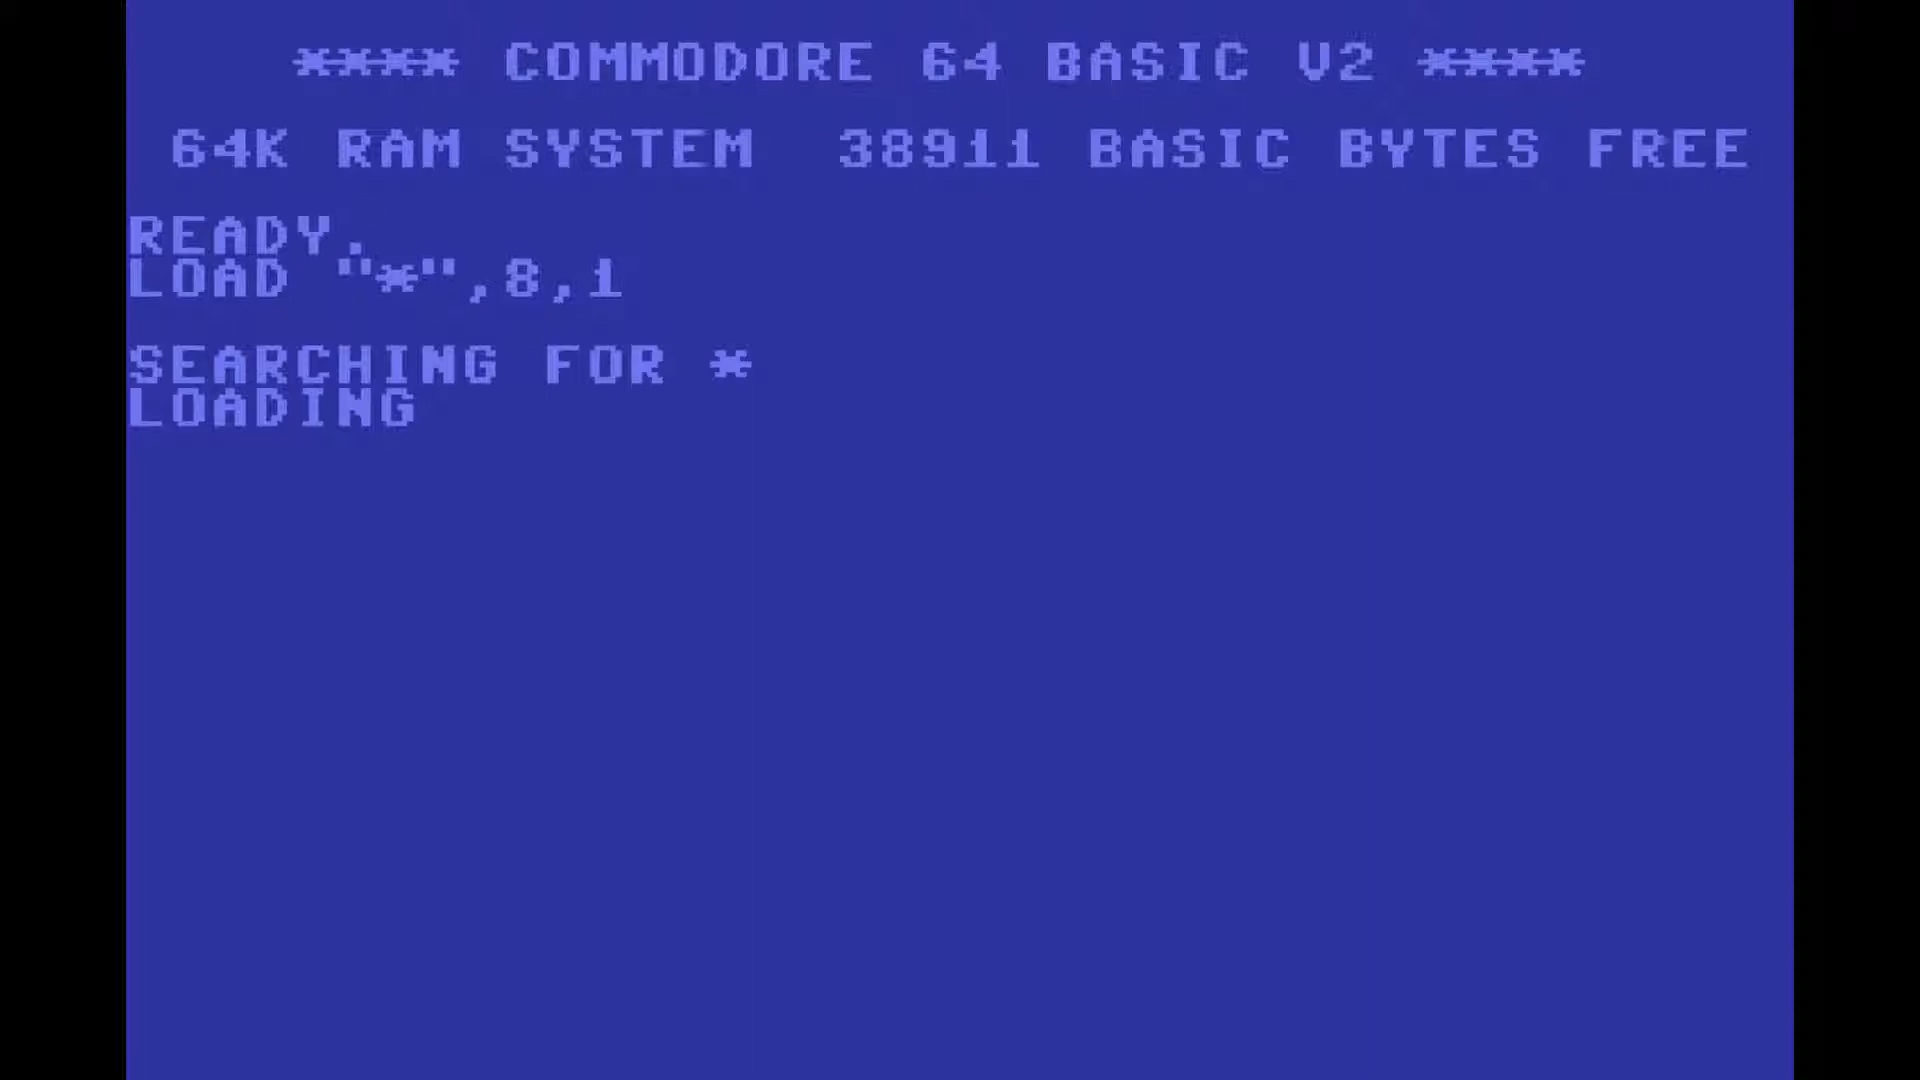 **** COMMODORE 64 BASIC V2 ****
64K RAM SYSTEM  38911 BASIC BYTES FREE
READY.
LOAD "*",8,1
SEARCHING FOR *
LOADING